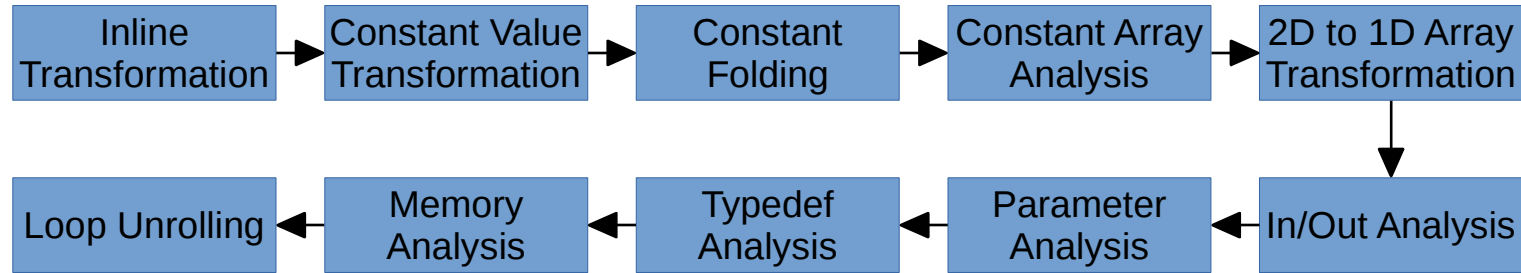 Inline
Transformation
Constant Value
Transformation
Constant
Folding
Constant Array
Analysis
2D to 1D Array
Transformation
Loop Unrolling
Memory
Analysis
Typedef
Analysis
Parameter
Analysis
In/Out Analysis